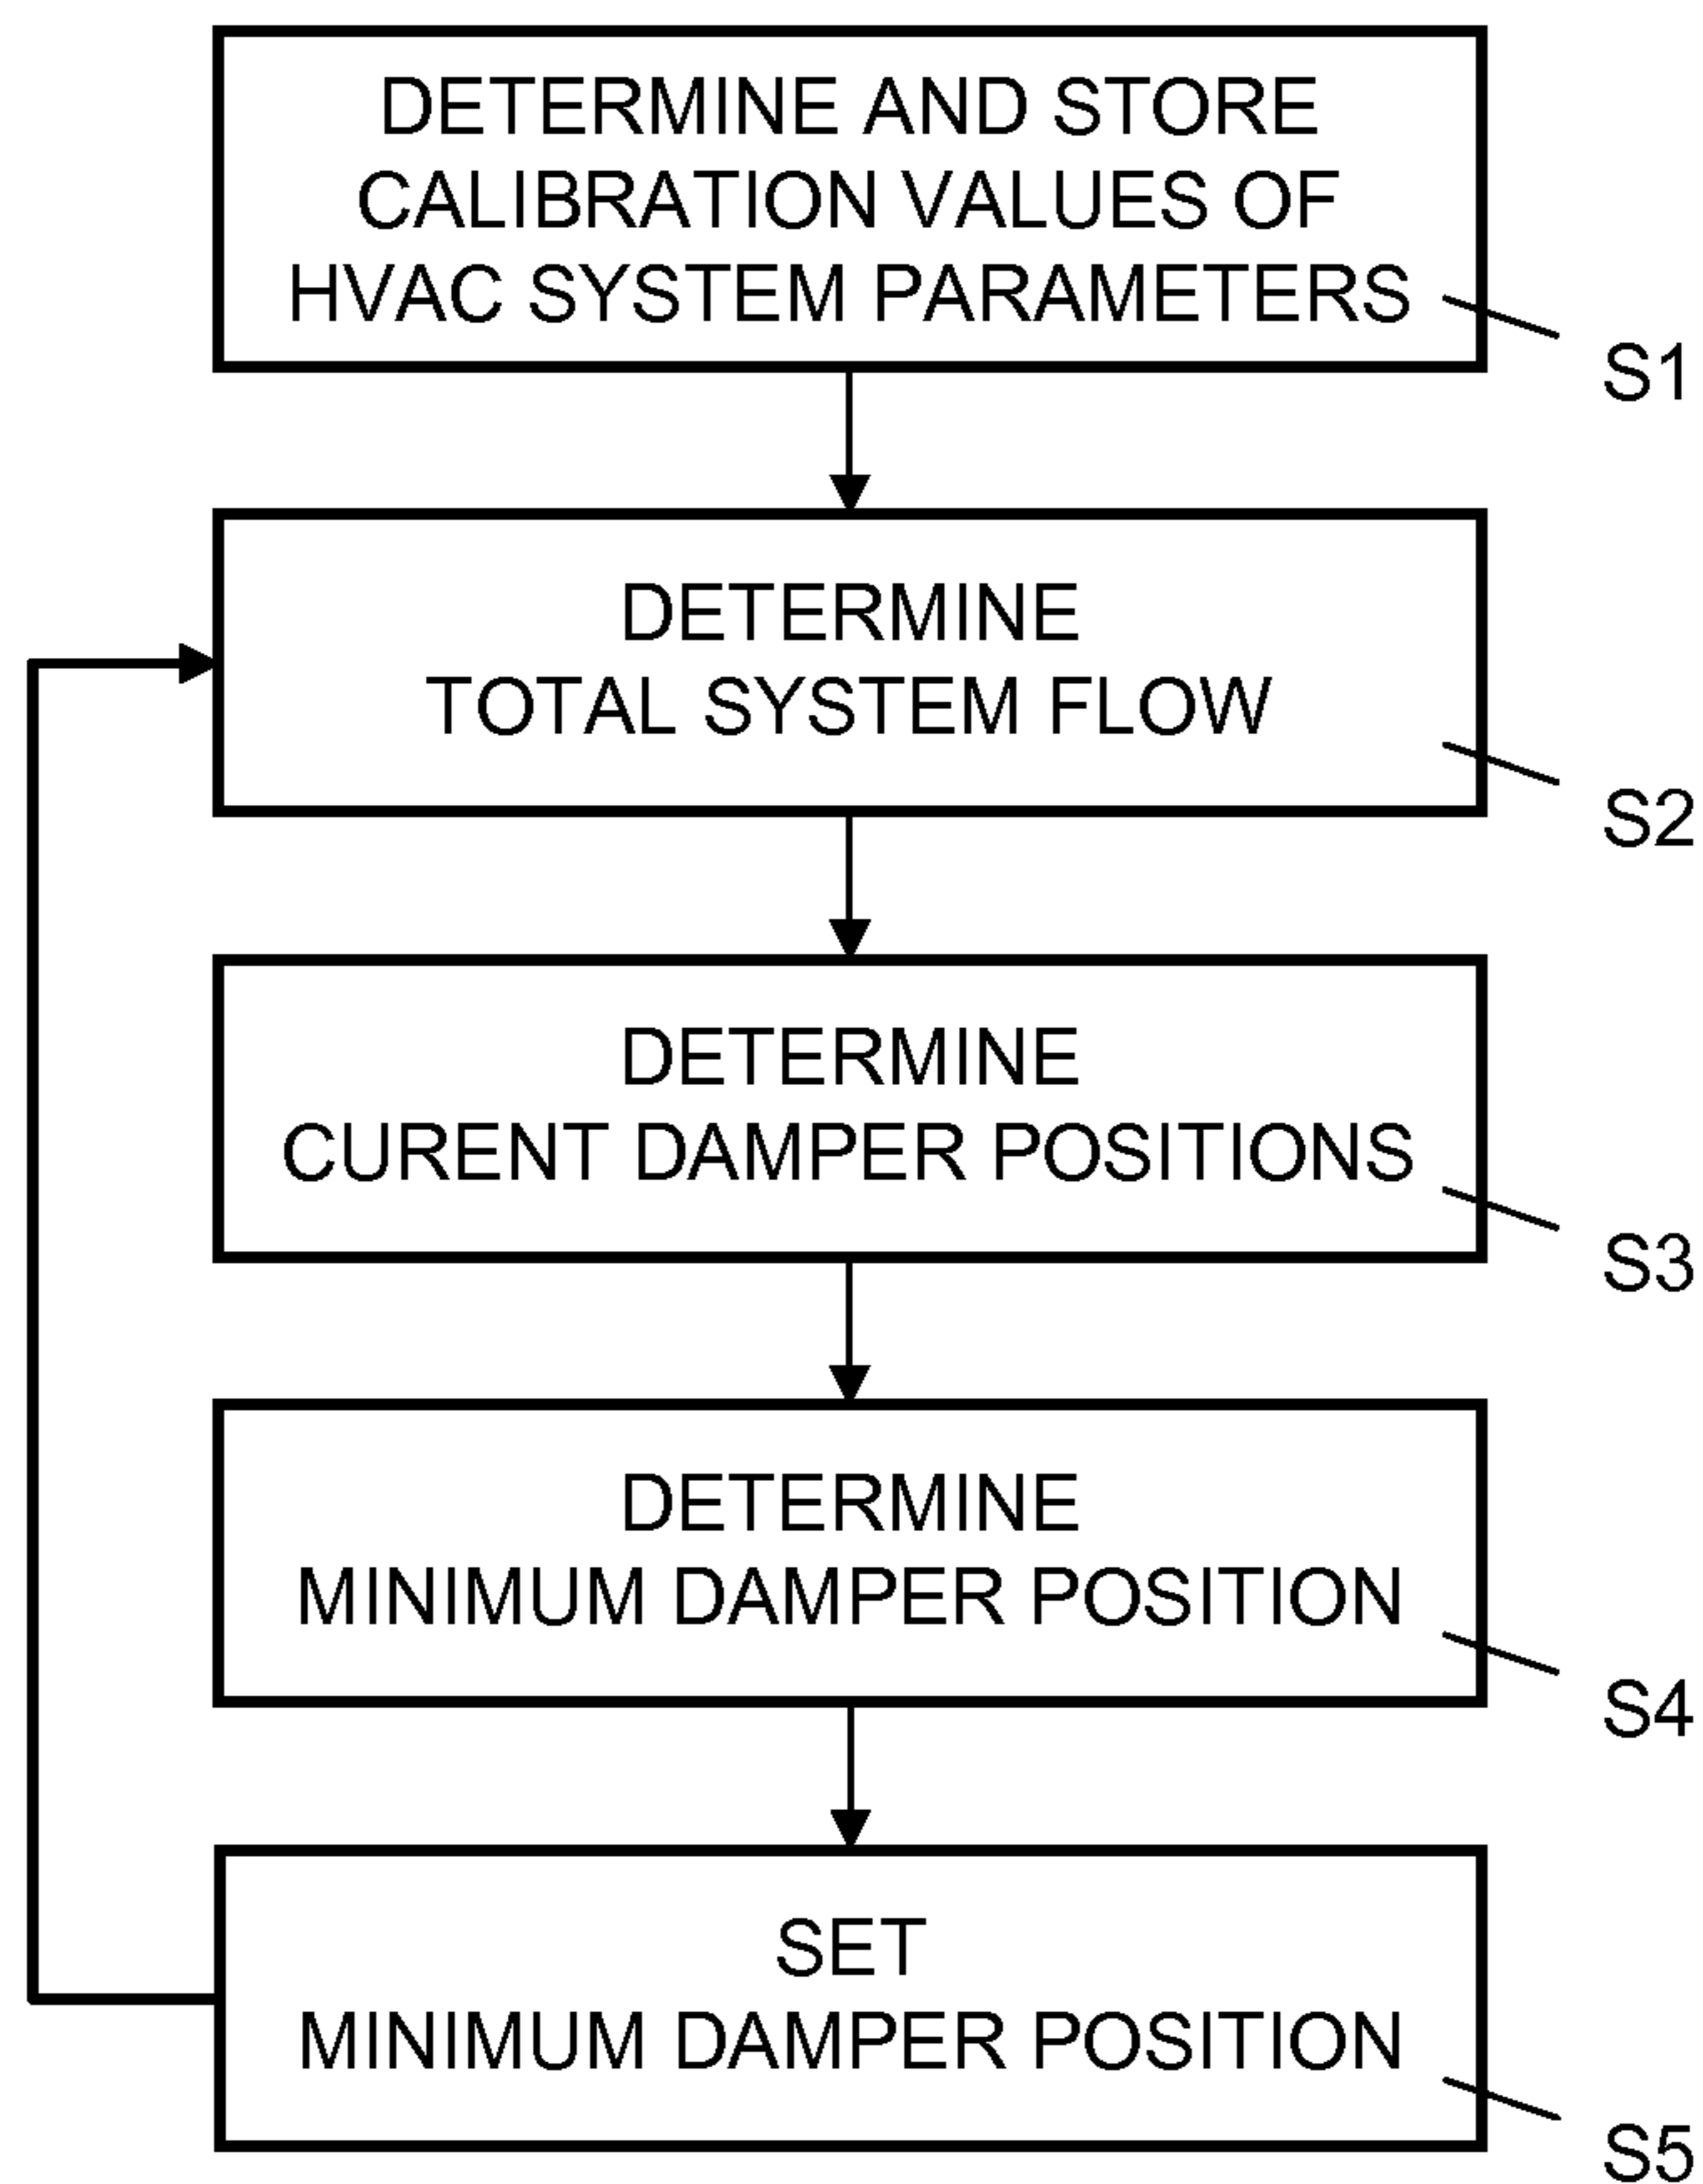 DETERMINE AND STORE
CALIBRATION VALUES OF
HVAC SYSTEM PARAMETERS
S1
DETERMINE
TOTAL SYSTEM FLOW
S2
DETERMINE
CURENT DAMPER POSITIONS
S3
DETERMINE
MINIMUM DAMPER POSITION
S4
SET
MINIMUM DAMPER POSITION
S5